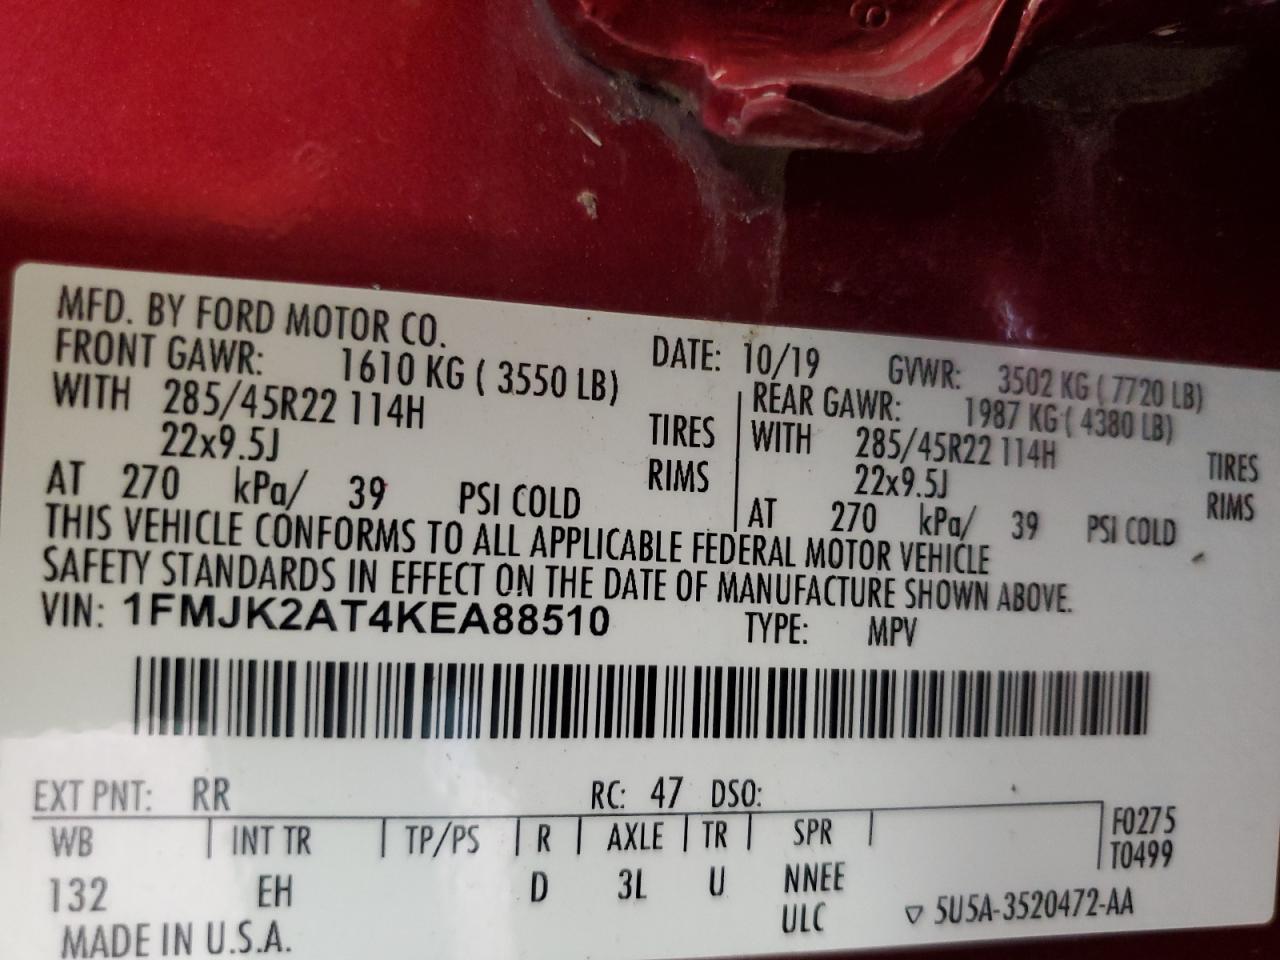 MFD. BY FORD MOTOR CO.
DATE: 10/19 GVWR: 3502 KG ( 7720 LB)
FRONT GAWR: 1610 KG ( 3550 LB) REAR GAWR: 1987 KG ( 4380 LB)
WITH 285/45R22 114H TIRES WITH 285/45R22 114H TIRES
22x9.5J RIMS 22x9.5J RIMS
AT 270 kPa/ 39 PSI COLD AT 270 kPa/ 39 PSI COLD
THIS VEHICLE CONFORMS TO ALL APPLICABLE FEDERAL MOTOR VEHICLE
SAFETY STANDARDS IN EFFECT ON THE DATE OF MANUFACTURE SHOWN ABOVE.
VIN: 1FMJK2AT4KEA88510 TYPE: MPV
EXT PNT: RR RC: 47 DSO:
WB INT TR TP/PS R AXLE TR SPR F0275
T0499
132 EH D 3L U NNEE
ULC ▽ 5U5A-3520472-AA
MADE IN U.S.A.